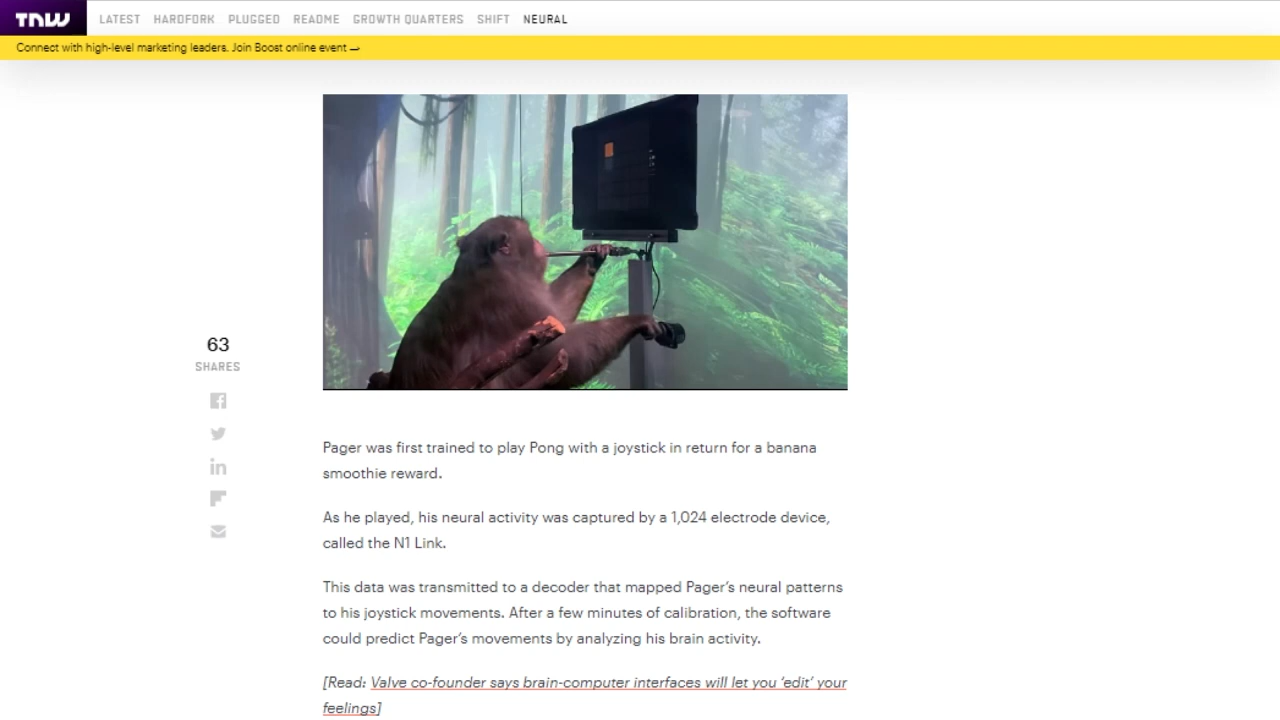 TNW LATEST HARDFORK PLUGGED README GROWTH QUARTERS SHIFT NEURAL
Connect with high-level marketing leaders. Join Boost online event →
63
SHARES
Pager was first trained to play Pong with a joystick in return for a banana
smoothie reward.
As he played, his neural activity was captured by a 1,024 electrode device,
called the N1 Link.
This data was transmitted to a decoder that mapped Pager’s neural patterns
to his joystick movements. After a few minutes of calibration, the software
could predict Pager’s movements by analyzing his brain activity.
[Read: Valve co-founder says brain-computer interfaces will let you ‘edit’ your
feelings]